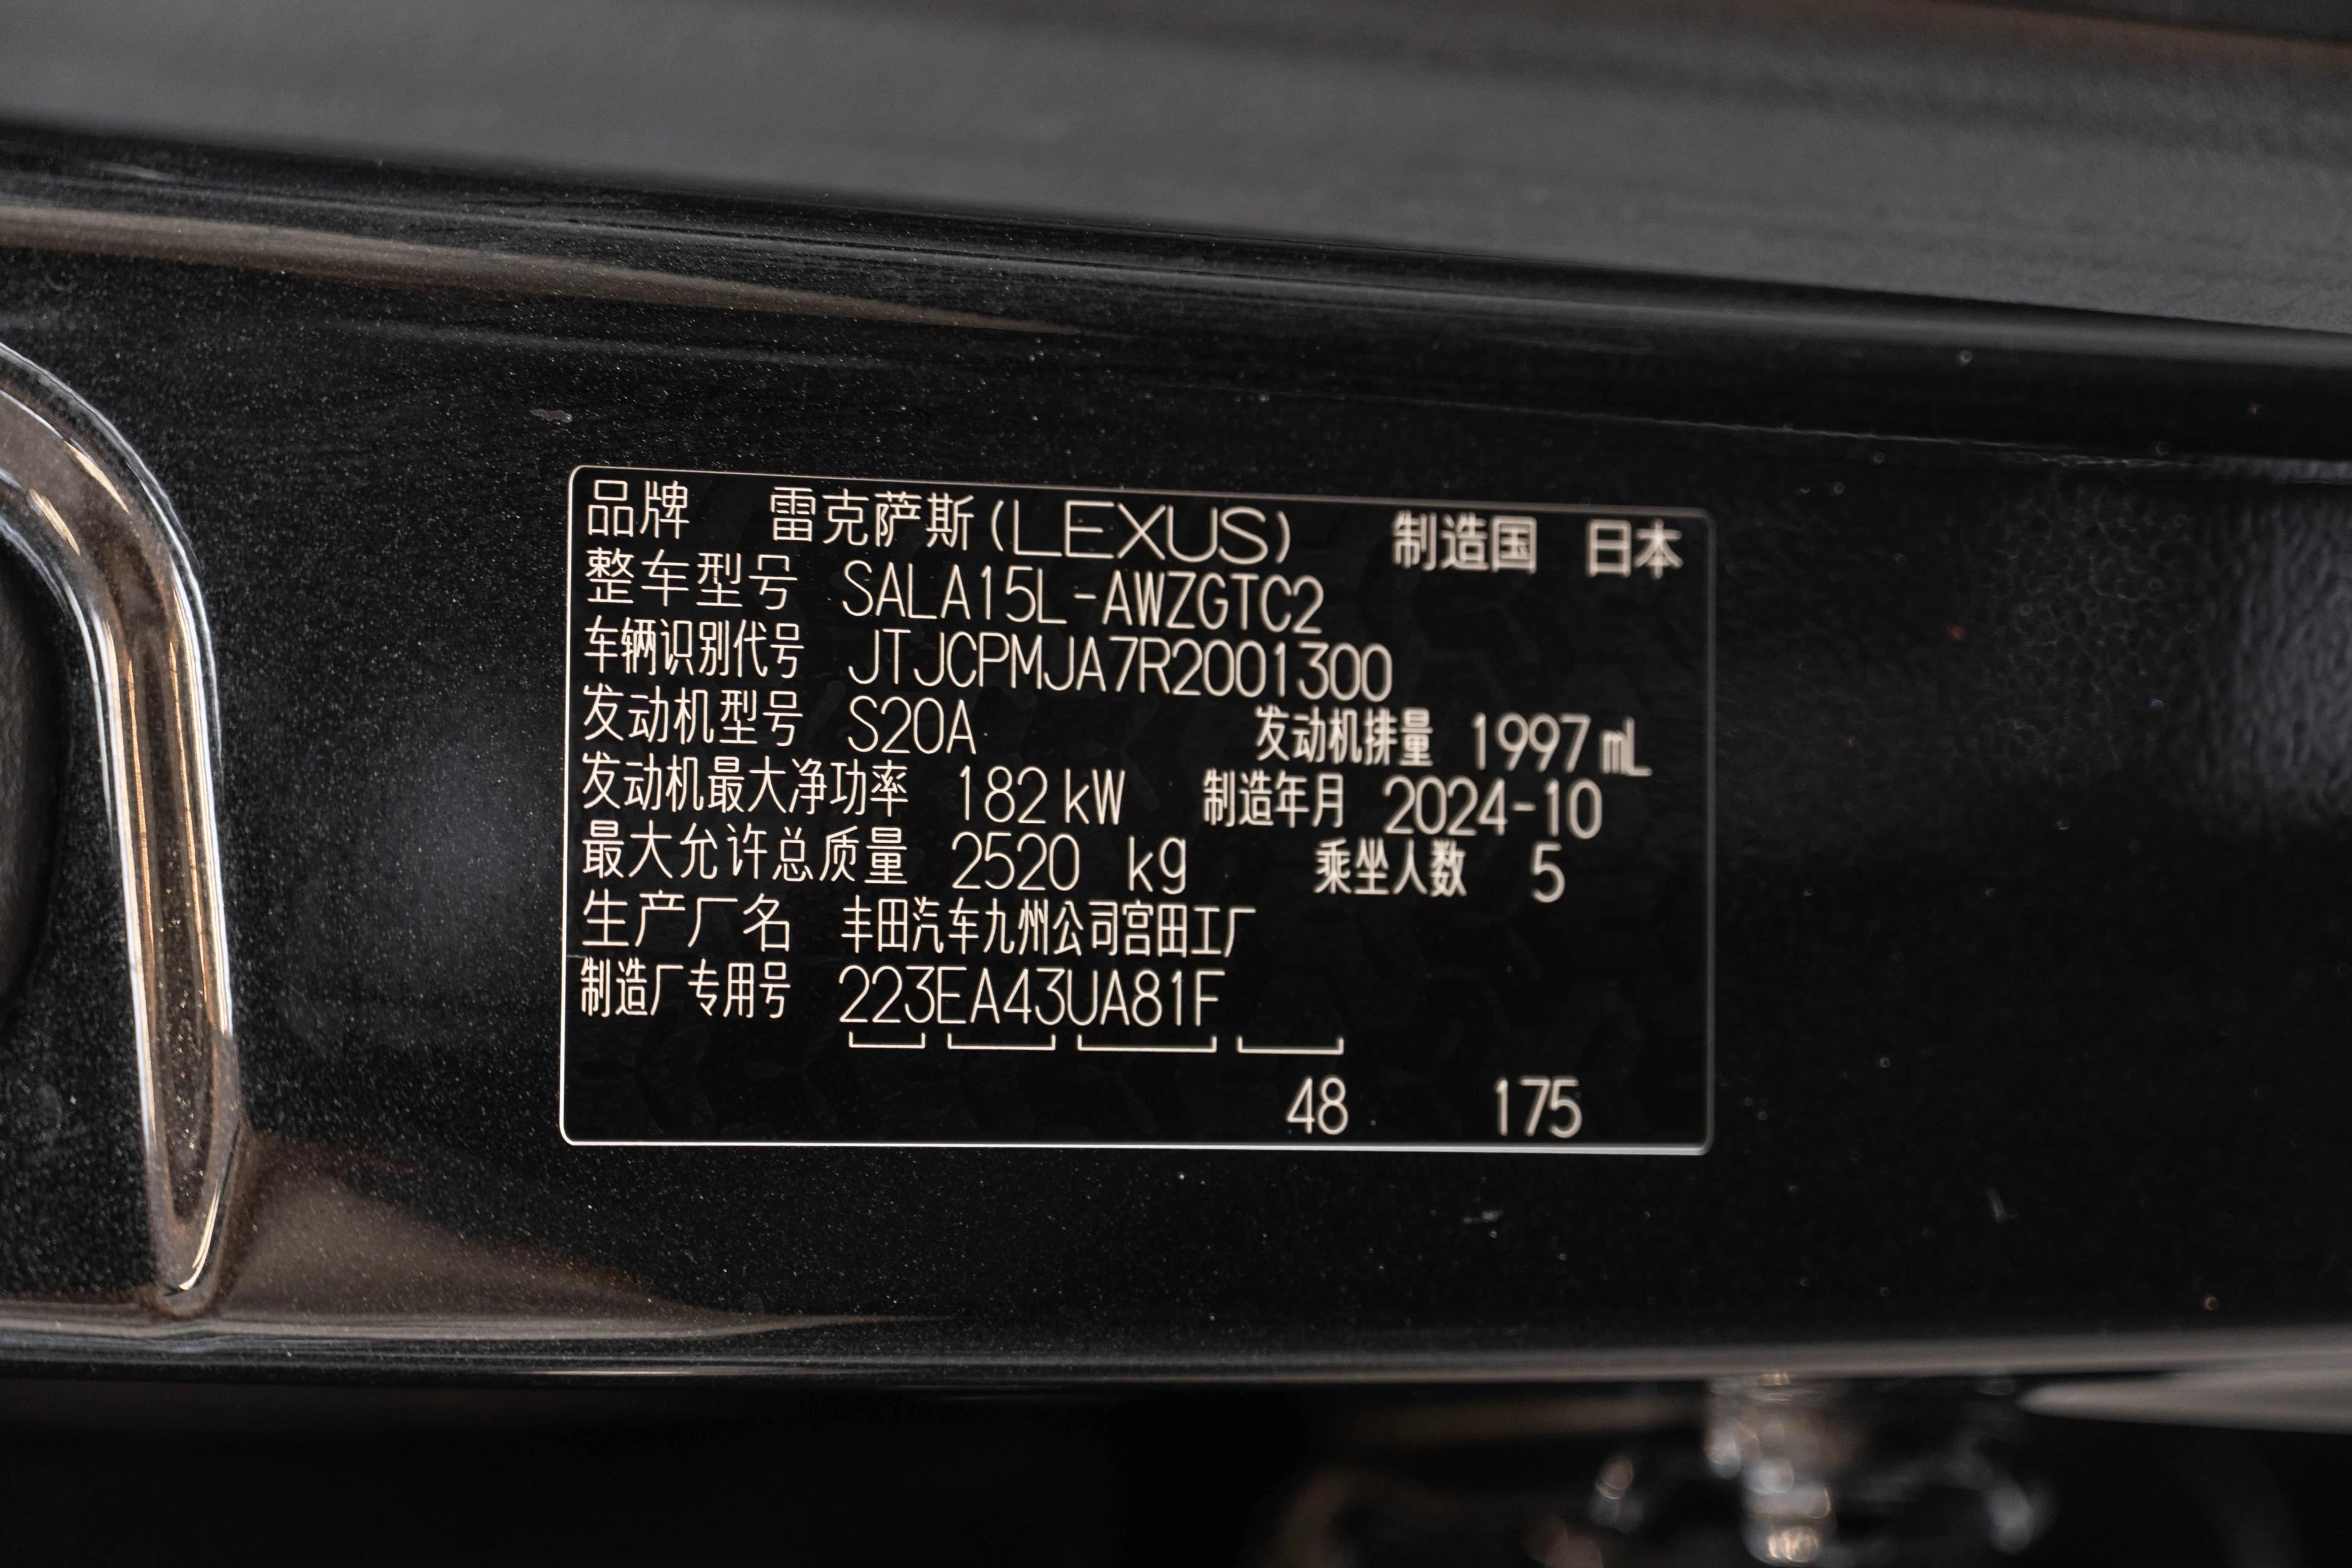 品牌 雷克萨斯(LEXUS) 制造国 日本
整车型号 SALA15L-AWZGTC2
车辆识别代号 JTJCPMJA7R2001300
发动机型号 S20A 发动机排量 1997mL
发动机最大净功率 182kW 制造年月 2024-10
最大允许总质量 2520 kg 乘坐人数 5
生产厂名 丰田汽车九州公司宫田工厂
制造厂专用号 223EA43UA81F
48 175